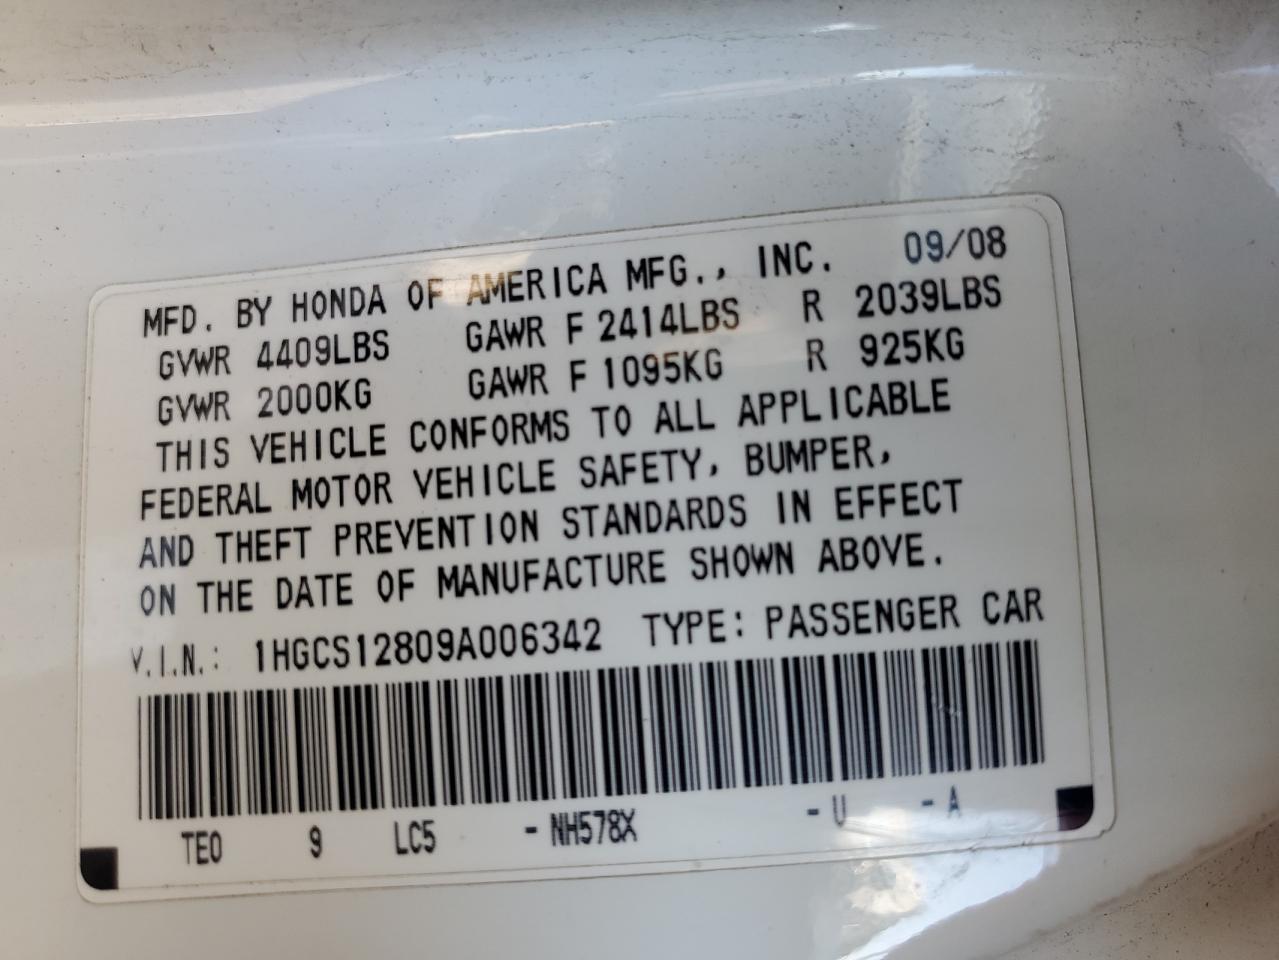 MFD. BY HONDA OF AMERICA MFG., INC. 09/08
GVWR 4409LBS GAWR F 2414LBS R 2039LBS
GVWR 2000KG GAWR F 1095KG R 925KG
THIS VEHICLE CONFORMS TO ALL APPLICABLE
FEDERAL MOTOR VEHICLE SAFETY, BUMPER,
AND THEFT PREVENTION STANDARDS IN EFFECT
ON THE DATE OF MANUFACTURE SHOWN ABOVE.
V.I.N.: 1HGCS12809A006342 TYPE: PASSENGER CAR
TE0 9 LC5 - NH578X - U - A